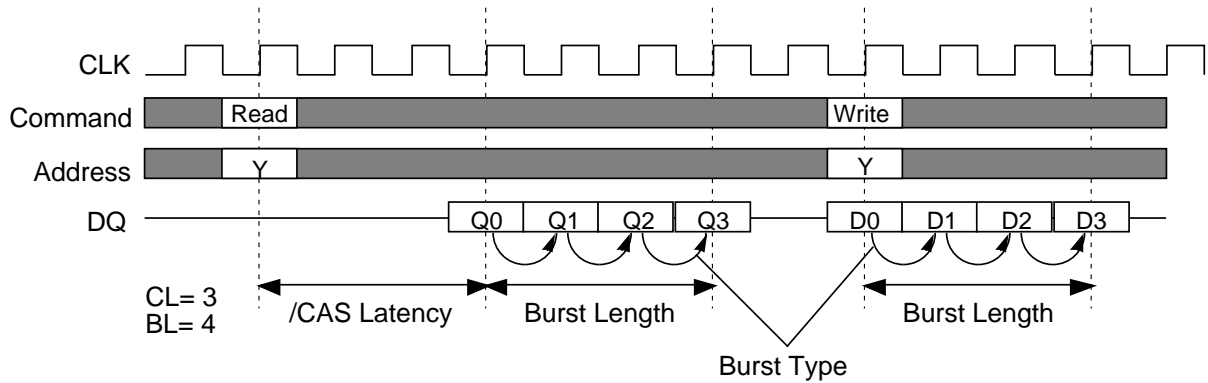 CLK
Command Read Write
Address Y Y
DQ Q0 Q1 Q2 Q3 D0 D1 D2 D3
CL= 3
BL= 4
/CAS Latency Burst Length Burst Length
Burst Type